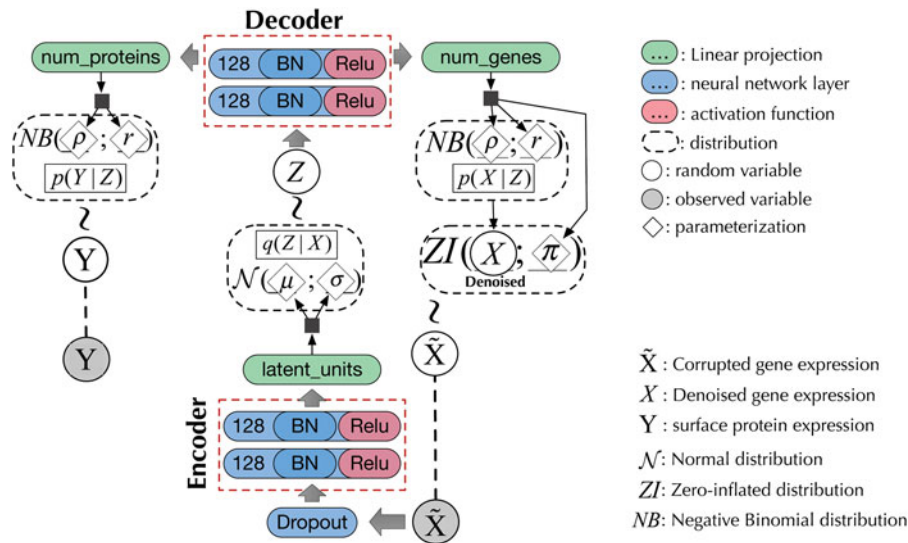 Decoder
num_proteins
128 BN Relu
128 BN Relu
num_genes
NB(ρ ; r)
p(Y | Z)
Y
Y
Z
q(Z | X)
𝒩(μ ; σ)
latent_units
Encoder
128 BN Relu
128 BN Relu
Dropout
NB(ρ ; r)
p(X | Z)
ZI(X ; π)
Denoised
X̃
X̃
... : Linear projection
... : neural network layer
... : activation function
: distribution
: random variable
: observed variable
: parameterization
X̃ : Corrupted gene expression
X : Denoised gene expression
Y : surface protein expression
𝒩 : Normal distribution
ZI : Zero-inflated distribution
NB : Negative Binomial distribution